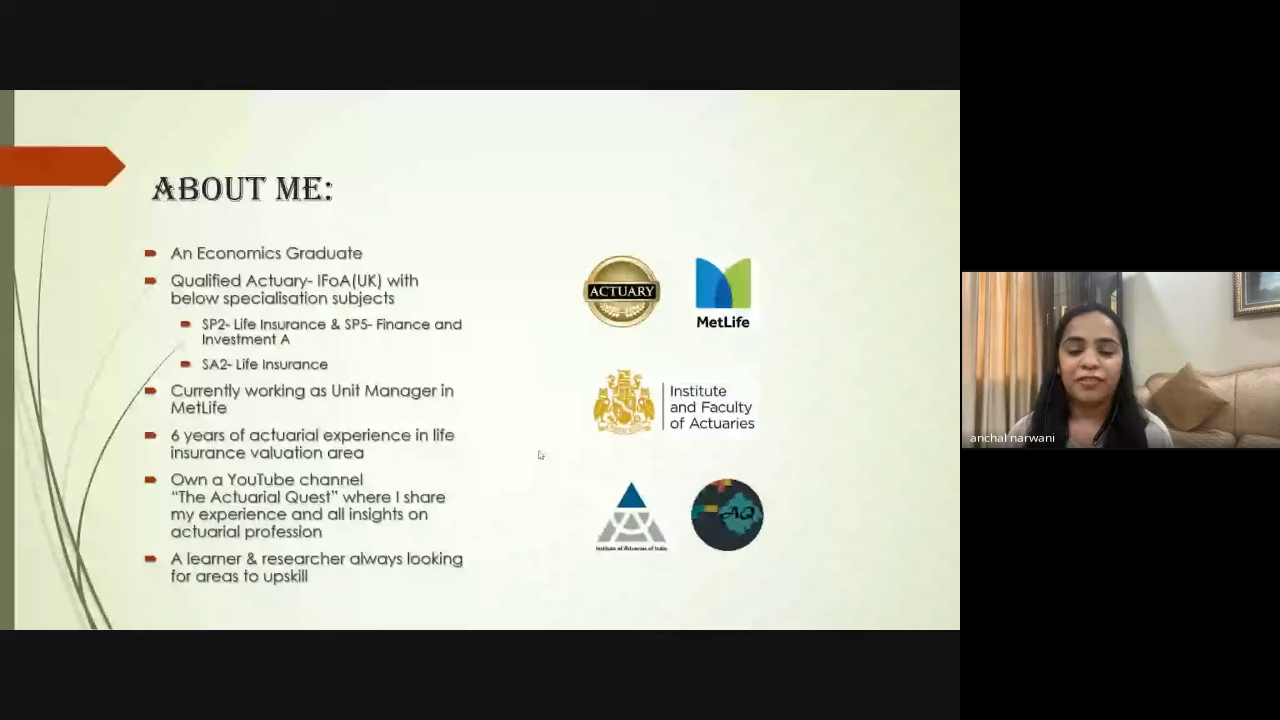 ABOUT ME:
An Economics Graduate
Qualified Actuary- IFoA(UK) with
below specialisation subjects
SP2- Life Insurance & SP5- Finance and
Investment A
SA2- Life Insurance
Currently working as Unit Manager in
MetLife
6 years of actuarial experience in life
insurance valuation area
Own a YouTube channel
“The Actuarial Quest” where I share
my experience and all insights on
actuarial profession
A learner & researcher always looking
for areas to upskill
ACTUARY
MetLife
Institute
and Faculty
of Actuaries
Institute of Actuaries of India
AQ
anchal narwani